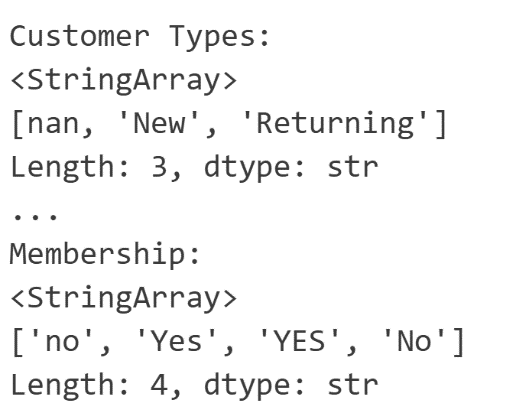 Customer Types:
<StringArray>
[nan, 'New', 'Returning']
Length: 3, dtype: str
...
Membership:
<StringArray>
['no', 'Yes', 'YES', 'No']
Length: 4, dtype: str